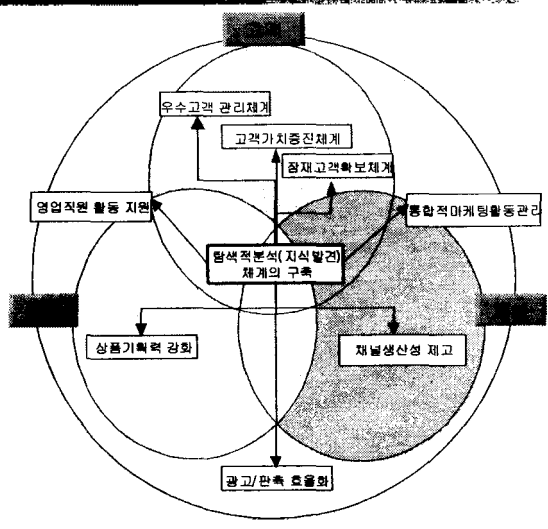 우수고객 관리체계
고객가치증진체계
잠재고객확보체계
영업직원 활동 지원
통합적마케팅활동관리
탐색적분석(지식발견)
체계의 구축
상품기획력 강화
채널생산성 제고
광고/판촉 효율화